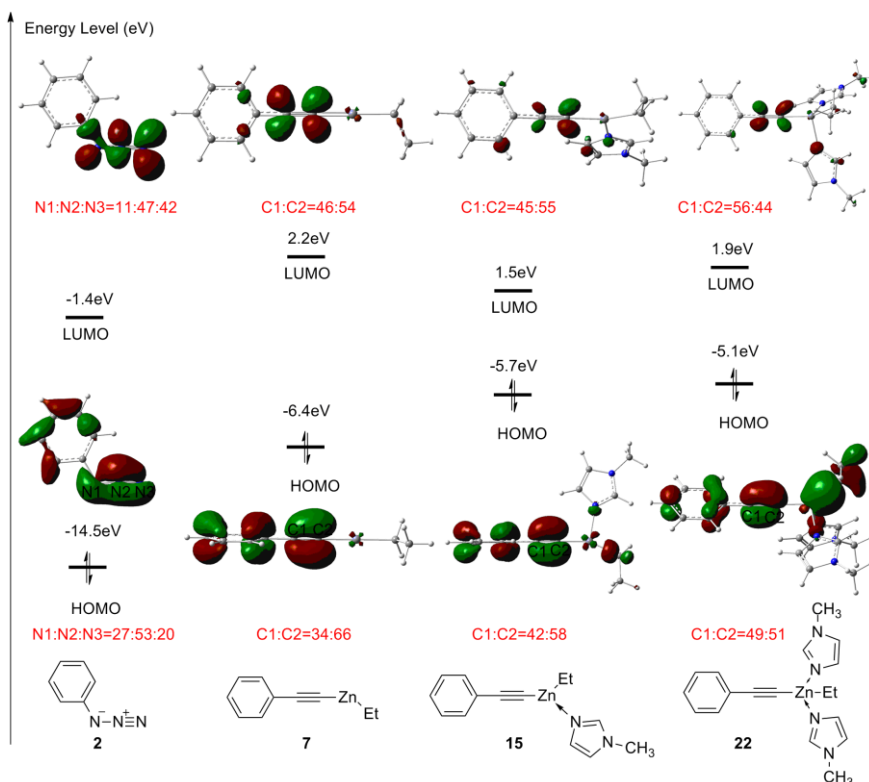 Energy Level (eV)
N1:N2:N3=11:47:42
C1:C2=46:54
C1:C2=45:55
C1:C2=56:44
2.2eV
LUMO
1.9eV
LUMO
1.5eV
LUMO
-1.4eV
LUMO
-5.1eV
HOMO
-5.7eV
HOMO
-6.4eV
HOMO
N1 N2 N3
C1 C2
C1 C2
C1 C2
-14.5eV
HOMO
N1:N2:N3=27:53:20
C1:C2=34:66
C1:C2=42:58
C1:C2=49:51
N–N≡N
− +
2
Zn
Et
7
Et
Zn
N
N
CH3
15
CH3
N
N
Zn-Et
N
N
CH3
22